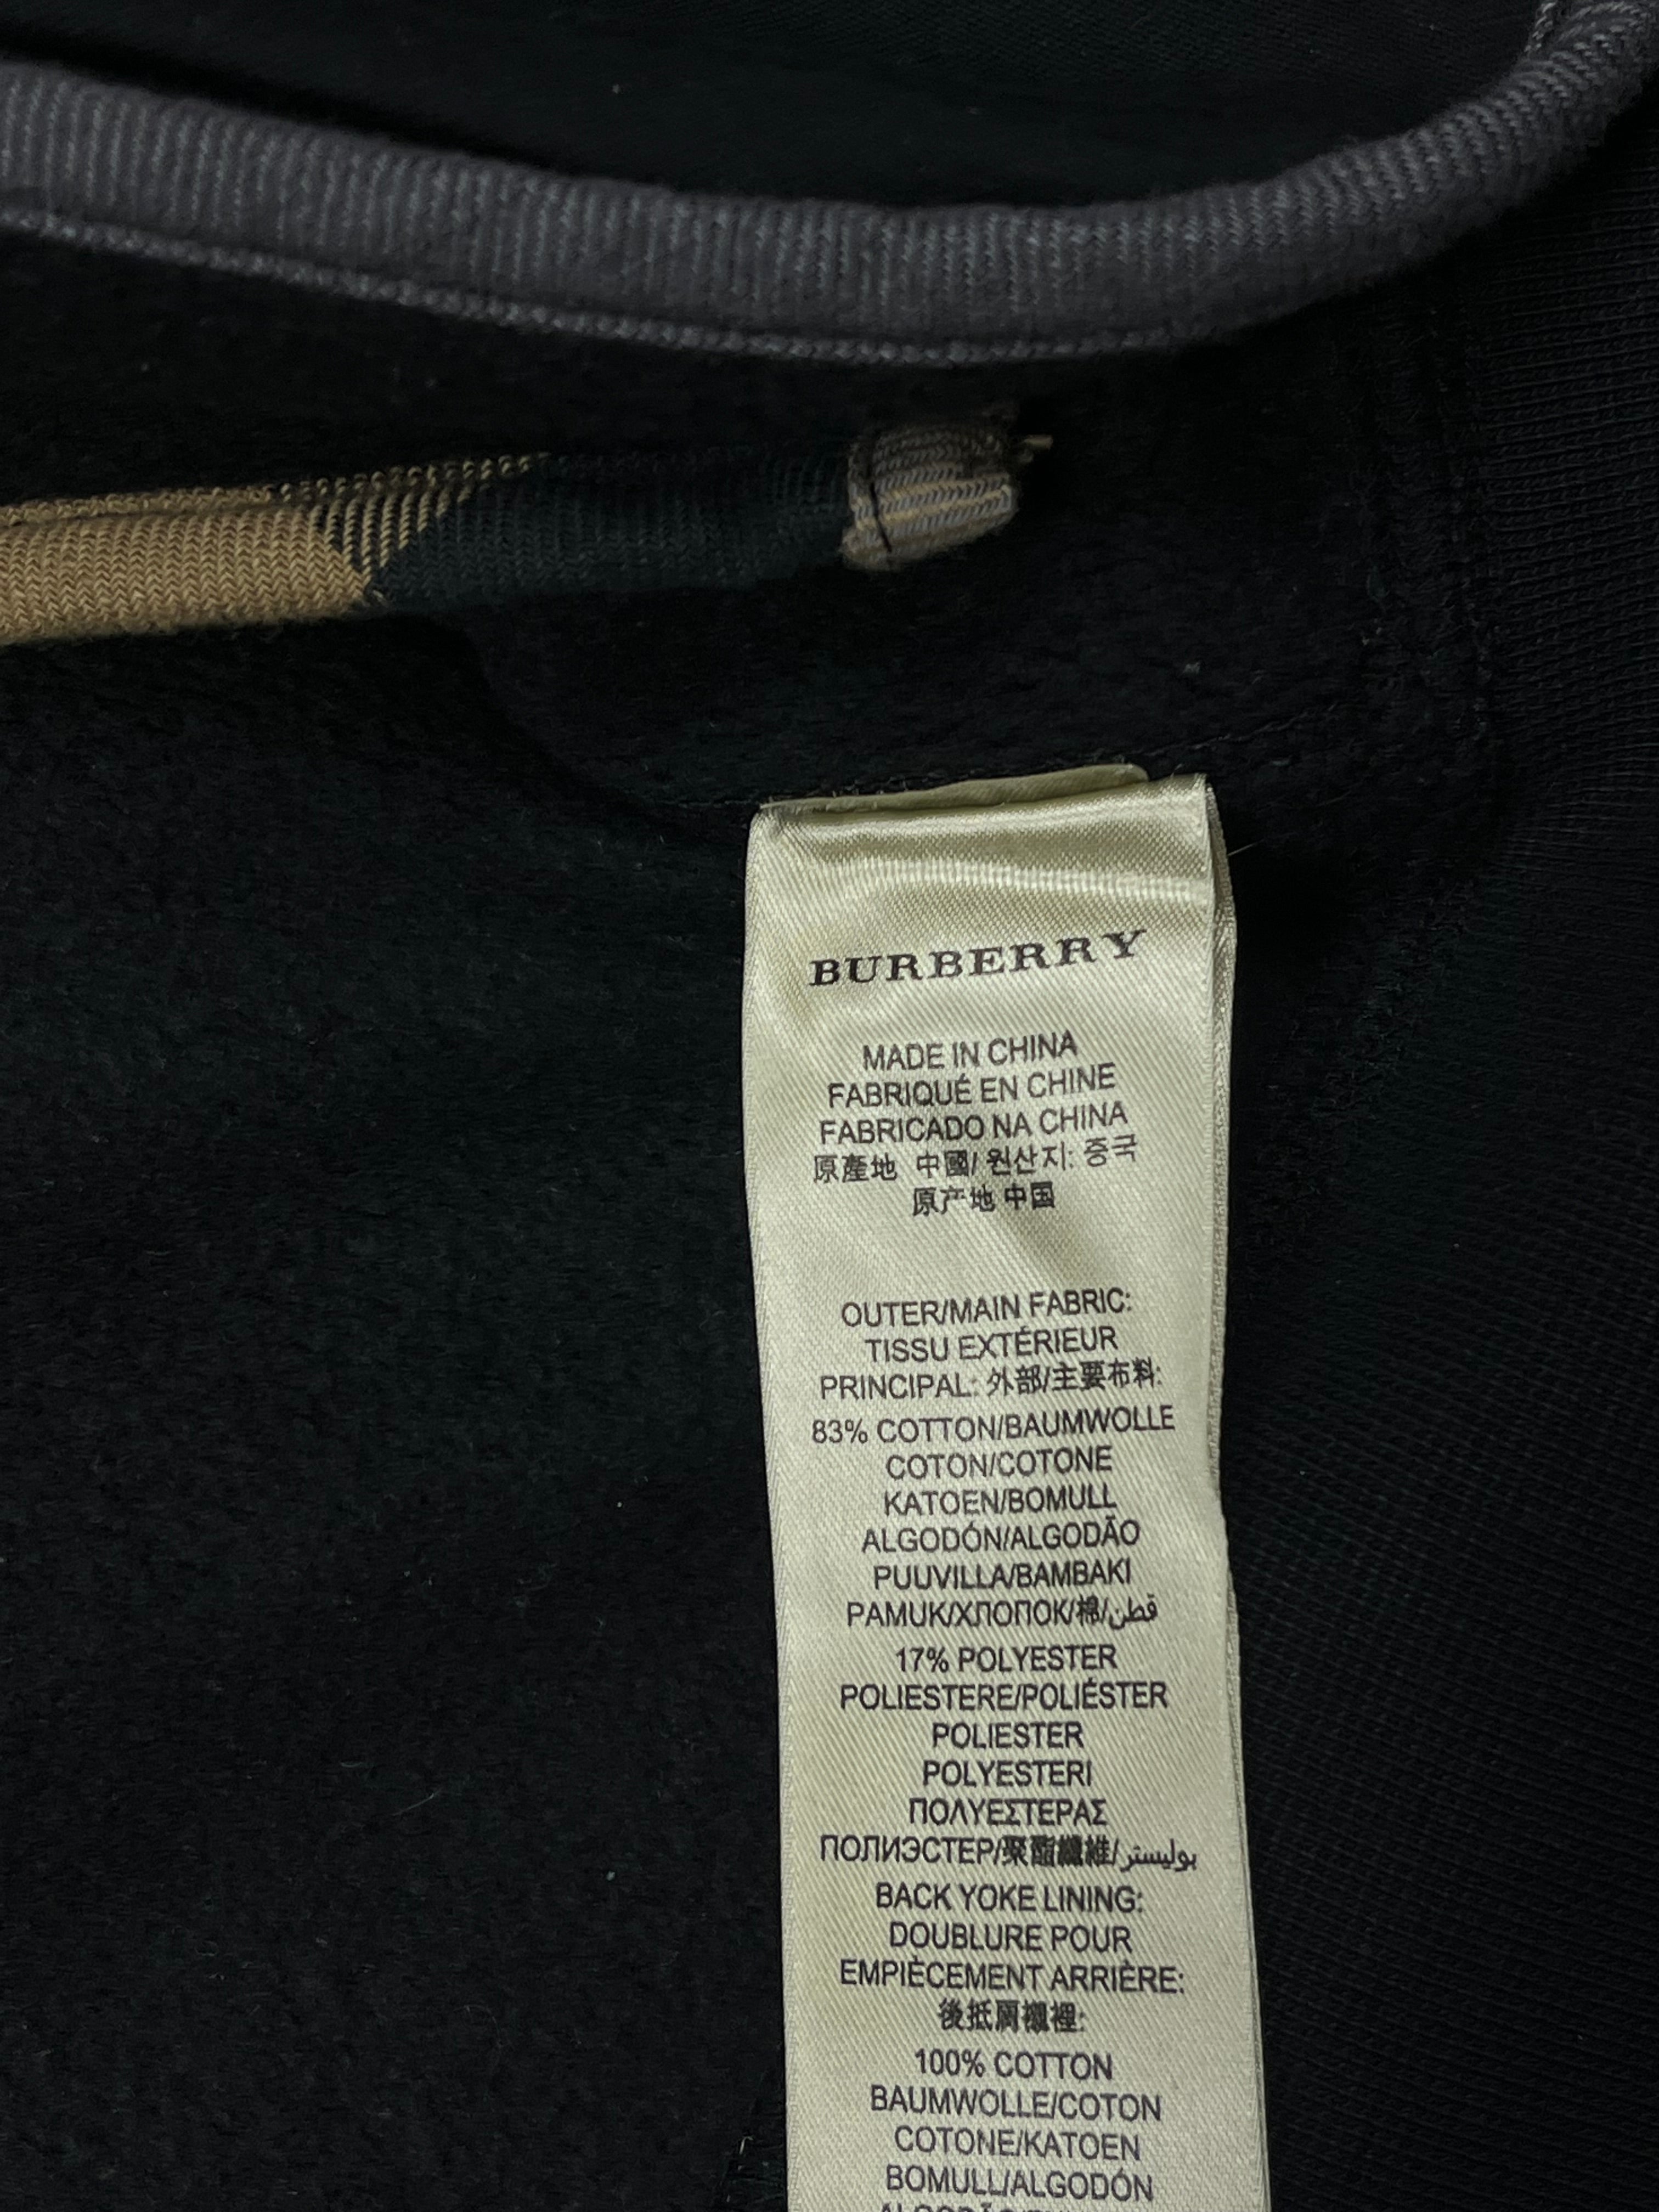 BURBERRY
MADE IN CHINA
FABRIQUÉ EN CHINE
FABRICADO NA CHINA
原產地 中國/ 원산지: 중국
原产地 中国
OUTER/MAIN FABRIC:
TISSU EXTÉRIEUR
PRINCIPAL: 外部/主要布料:
83% COTTON/BAUMWOLLE
COTON/COTONE
KATOEN/BOMULL
ALGODÓN/ALGODÃO
PUUVILLA/BAMBAKI
PAMUK/ХЛОПОК/棉/قطن
17% POLYESTER
POLIESTERE/POLIÉSTER
POLIESTER
POLYESTERI
ΠΟΛΥΕΣΤΕΡΑΣ
ПОЛИЭСТЕР/聚酯纖維/بوليستر
BACK YOKE LINING:
DOUBLURE POUR
EMPIÈCEMENT ARRIÈRE:
後抵肩襯裡:
100% COTTON
BAUMWOLLE/COTON
COTONE/KATOEN
BOMULL/ALGODÓN